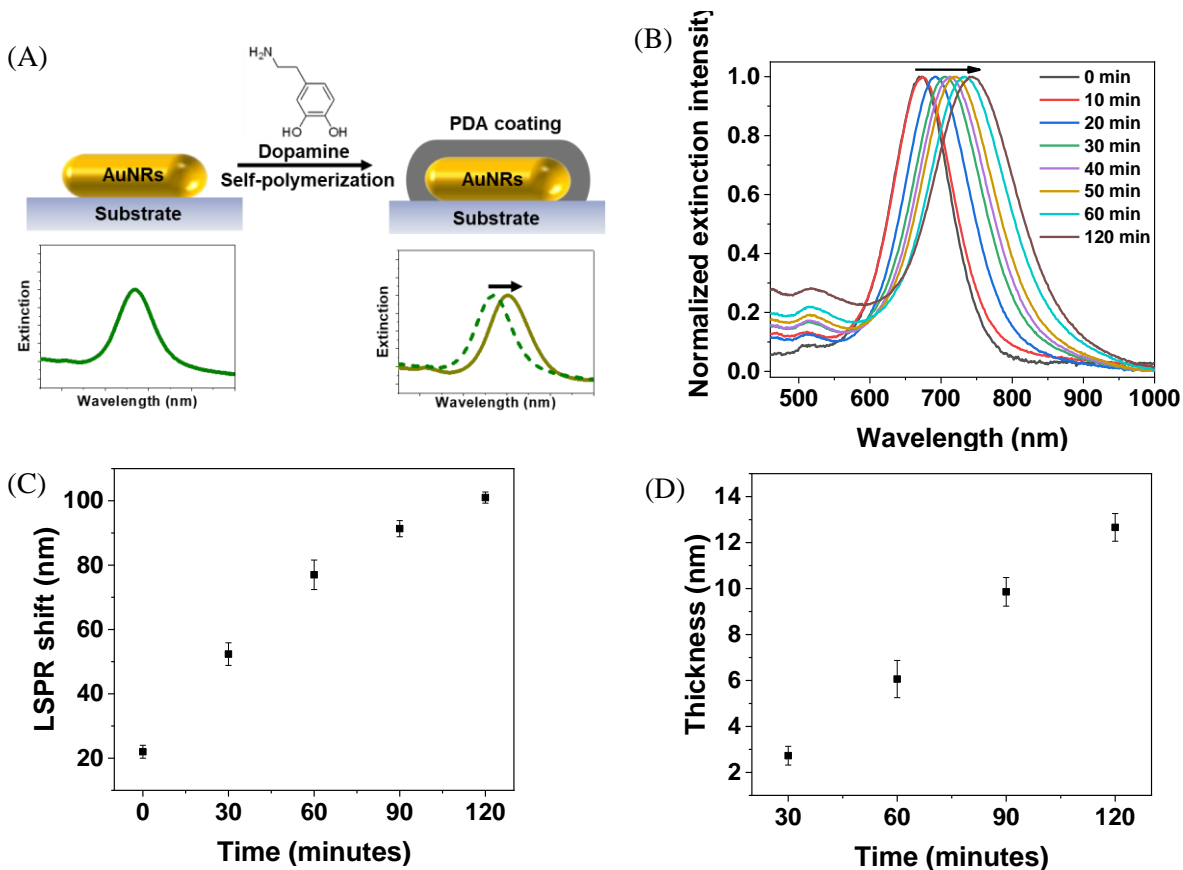 (A)
H₂N
HO
OH
Dopamine
Self-polymerization
PDA coating
AuNRs
Substrate
AuNRs
Substrate
Extinction
Wavelength (nm)
Extinction
Wavelength (nm)
(B)
Normalized extinction intensity
1.0
0.8
0.6
0.4
0.2
0.0
500
600
700
800
900
1000
Wavelength (nm)
0 min
10 min
20 min
30 min
40 min
50 min
60 min
120 min
(C)
LSPR shift (nm)
100
80
60
40
20
0
30
60
90
120
Time (minutes)
(D)
Thickness (nm)
14
12
10
8
6
4
2
30
60
90
120
Time (minutes)